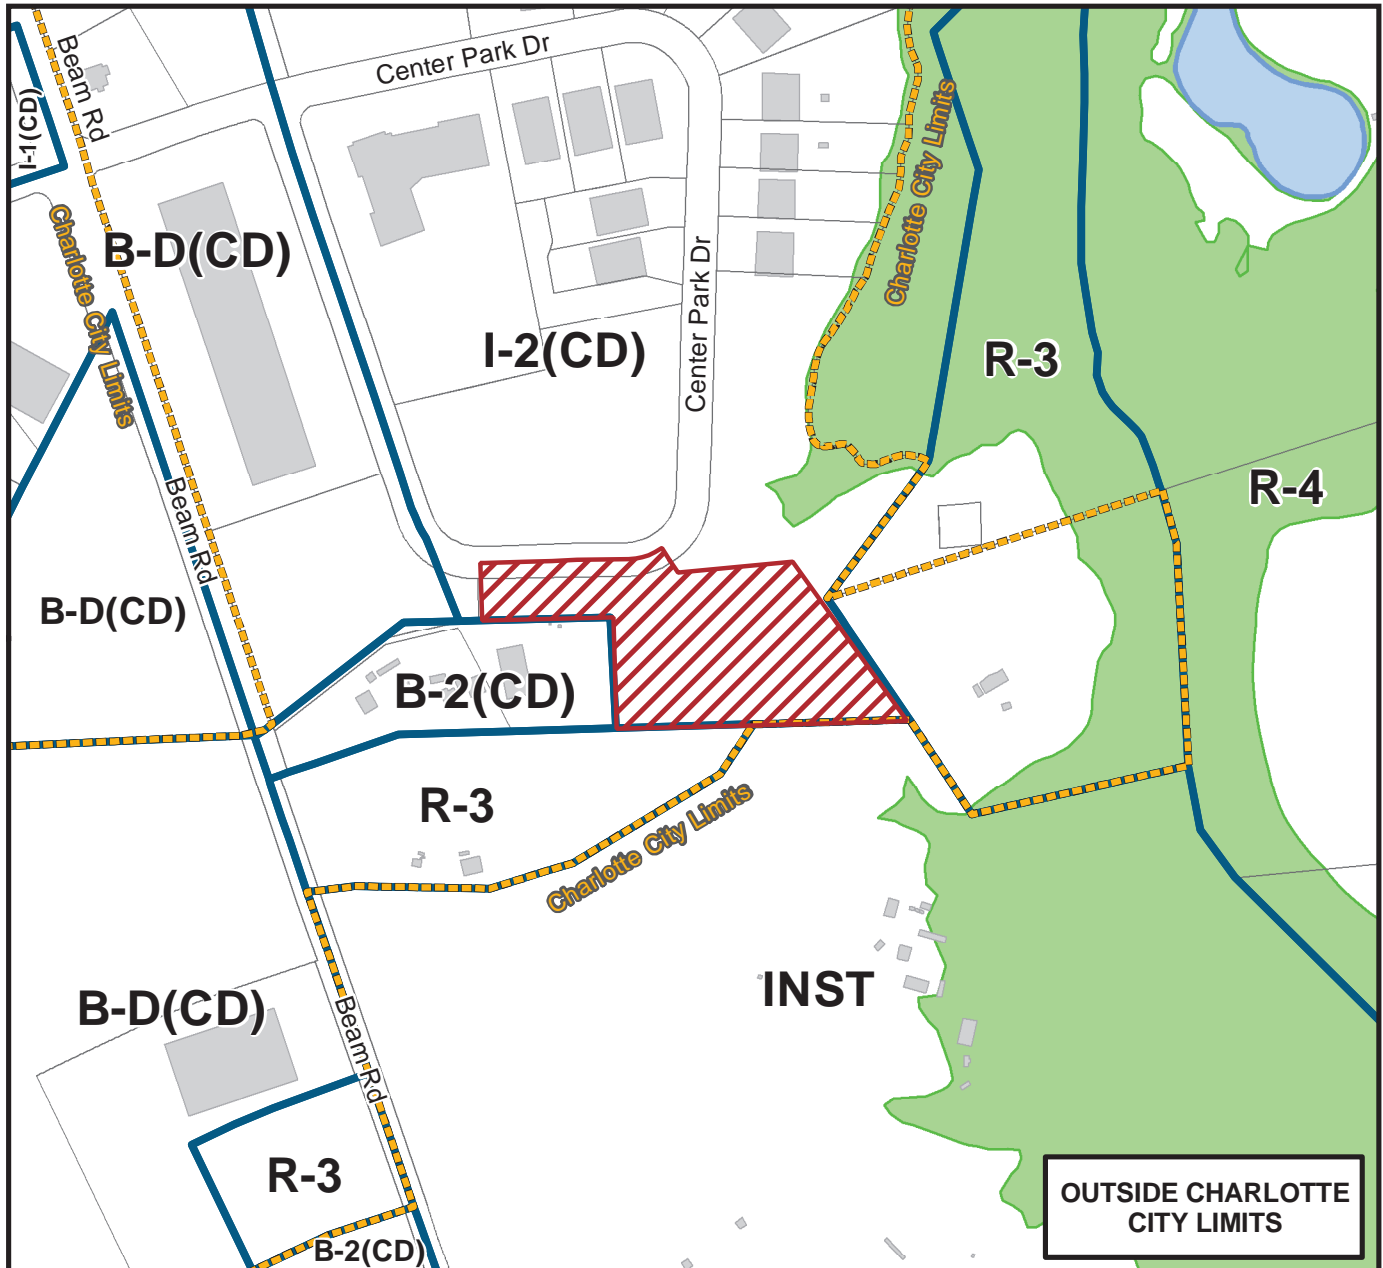 Beam Rd
Center Park Dr
I-1(CD)
Charlotte City Limits
Charlotte City Limits
B-D(CD)
Center Park Dr
I-2(CD)
R-3
R-4
Beam Rd
B-D(CD)
B-2(CD)
R-3
Charlotte City Limits
INST
B-D(CD)
Beam Rd
R-3
B-2(CD)
OUTSIDE CHARLOTTE
CITY LIMITS